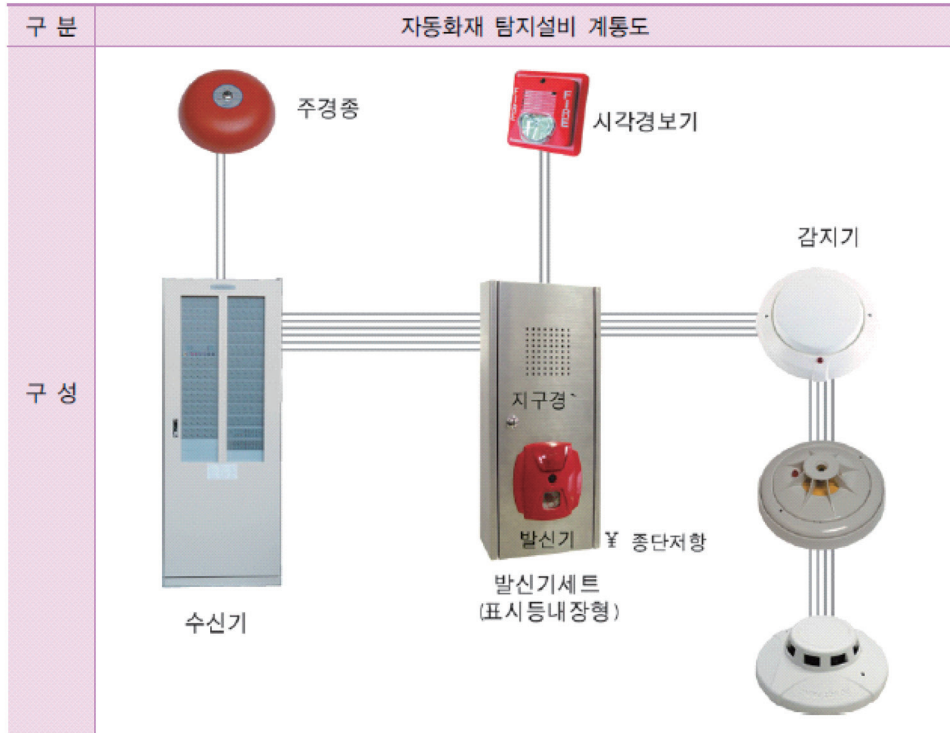 구 분
자동화재 탐지설비 계통도
구 성
주경종
시각경보기
FIRE
FIRE
감지기
지구경`
발신기
¥ 종단저항
수신기
발신기세트
(표시등내장형)